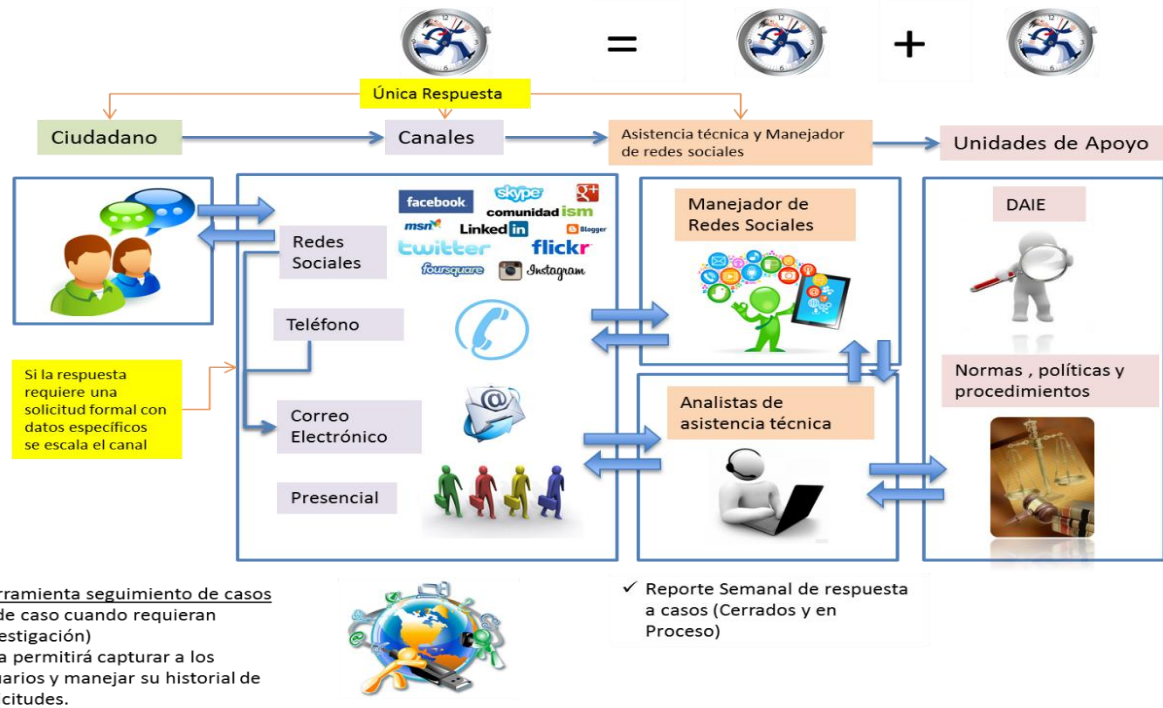 =
+
Única Respuesta
Ciudadano
Canales
Asistencia técnica y Manejador
de redes sociales
Unidades de Apoyo
Redes
Sociales
facebook
skype
g+
comunidad ism
msn
Linked in
Blogger
twitter
flickr
foursquare
Instagram
Teléfono
Correo
Electrónico
@
Presencial
Si la respuesta
requiere una
solicitud formal con
datos específicos
se escala el canal
Manejador de
Redes Sociales
Analistas de
asistencia técnica
DAIE
Normas , políticas y
procedimientos
rramienta seguimiento de casos
de caso cuando requieran
estigación)
a permitirá capturar a los
uarios y manejar su historial de
icitudes.
✓ Reporte Semanal de respuesta
a casos (Cerrados y en
Proceso)